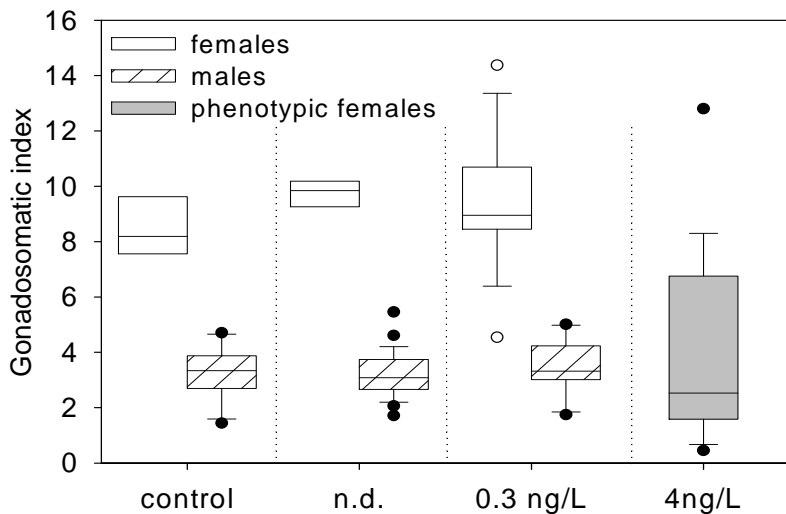 16
14
12
10
8
6
4
2
0
Gonadosomatic index
females
males
phenotypic females
control n.d. 0.3 ng/L 4ng/L